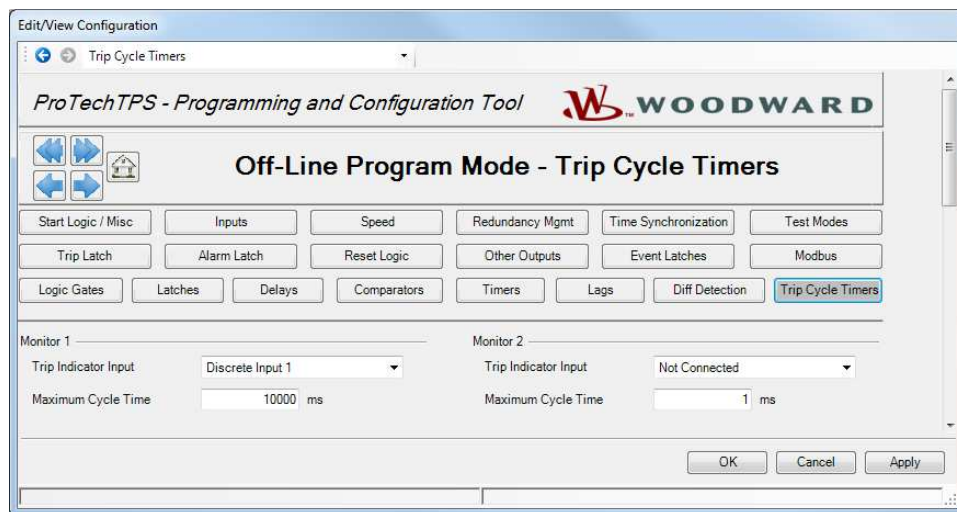 Edit/View Configuration
Trip Cycle Timers
ProTechTPS - Programming and Configuration Tool WOODWARD
Off-Line Program Mode - Trip Cycle Timers
Start Logic / Misc Inputs Speed Redundancy Mgmt Time Synchronization Test Modes
Trip Latch Alarm Latch Reset Logic Other Outputs Event Latches Modbus
Logic Gates Latches Delays Comparators Timers Lags Diff Detection Trip Cycle Timers
Monitor 1 Monitor 2
Trip Indicator Input Discrete Input 1 Trip Indicator Input Not Connected
Maximum Cycle Time 10000 ms Maximum Cycle Time 1 ms
OK Cancel Apply